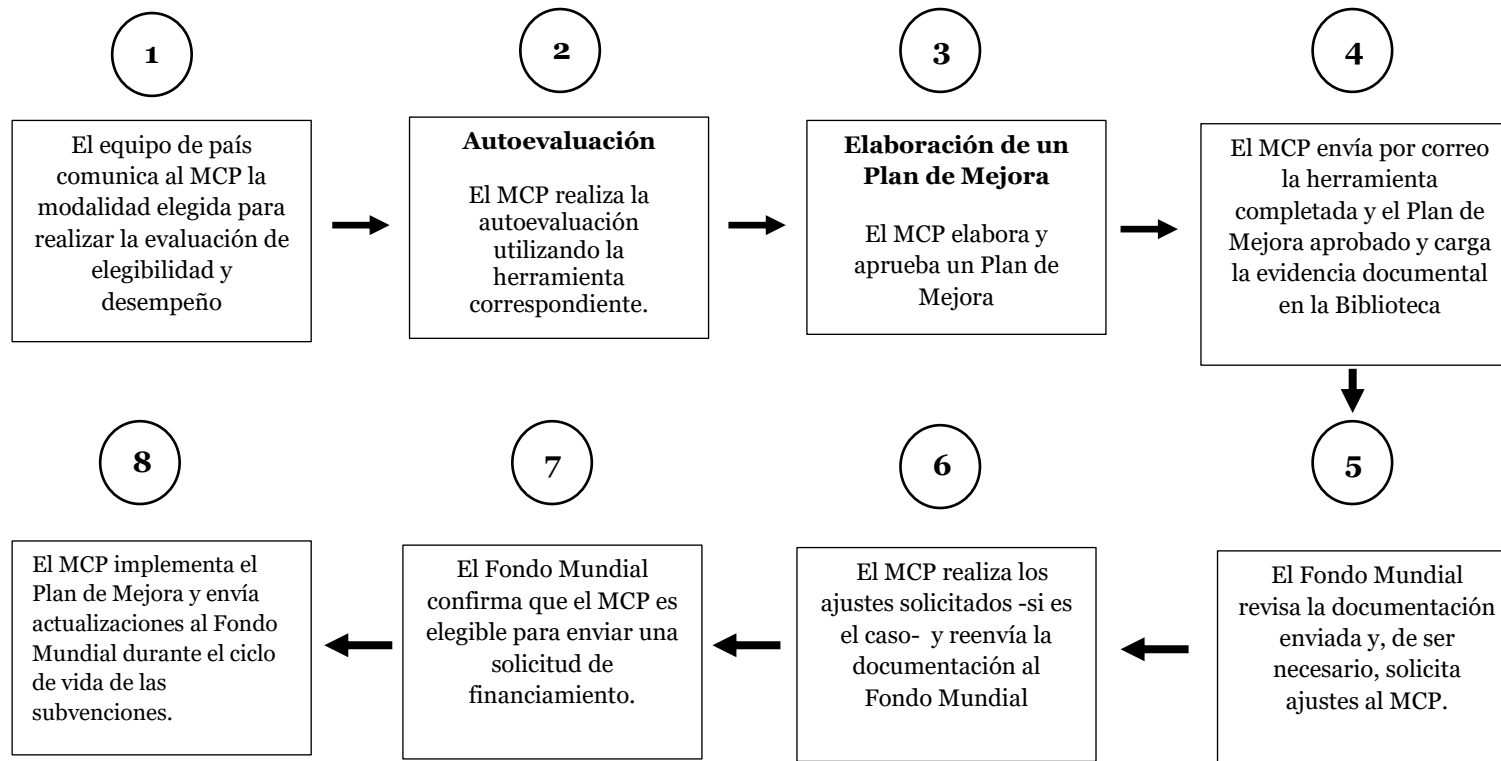 1
El equipo de país
comunica al MCP la
modalidad elegida para
realizar la evaluación de
elegibilidad y
desempeño
2
Autoevaluación
El MCP realiza la
autoevaluación
utilizando la
herramienta
correspondiente.
3
Elaboración de un
Plan de Mejora
El MCP elabora y
aprueba un Plan de
Mejora
4
El MCP envía por correo
la herramienta
completada y el Plan de
Mejora aprobado y carga
la evidencia documental
en la Biblioteca
5
El Fondo Mundial
revisa la documentación
enviada y, de ser
necesario, solicita
ajustes al MCP.
6
El MCP realiza los
ajustes solicitados -si es
el caso- y reenvía la
documentación al
Fondo Mundial
7
El Fondo Mundial
confirma que el MCP es
elegible para enviar una
solicitud de
financiamiento.
8
El MCP implementa el
Plan de Mejora y envía
actualizaciones al Fondo
Mundial durante el ciclo
de vida de las
subvenciones.